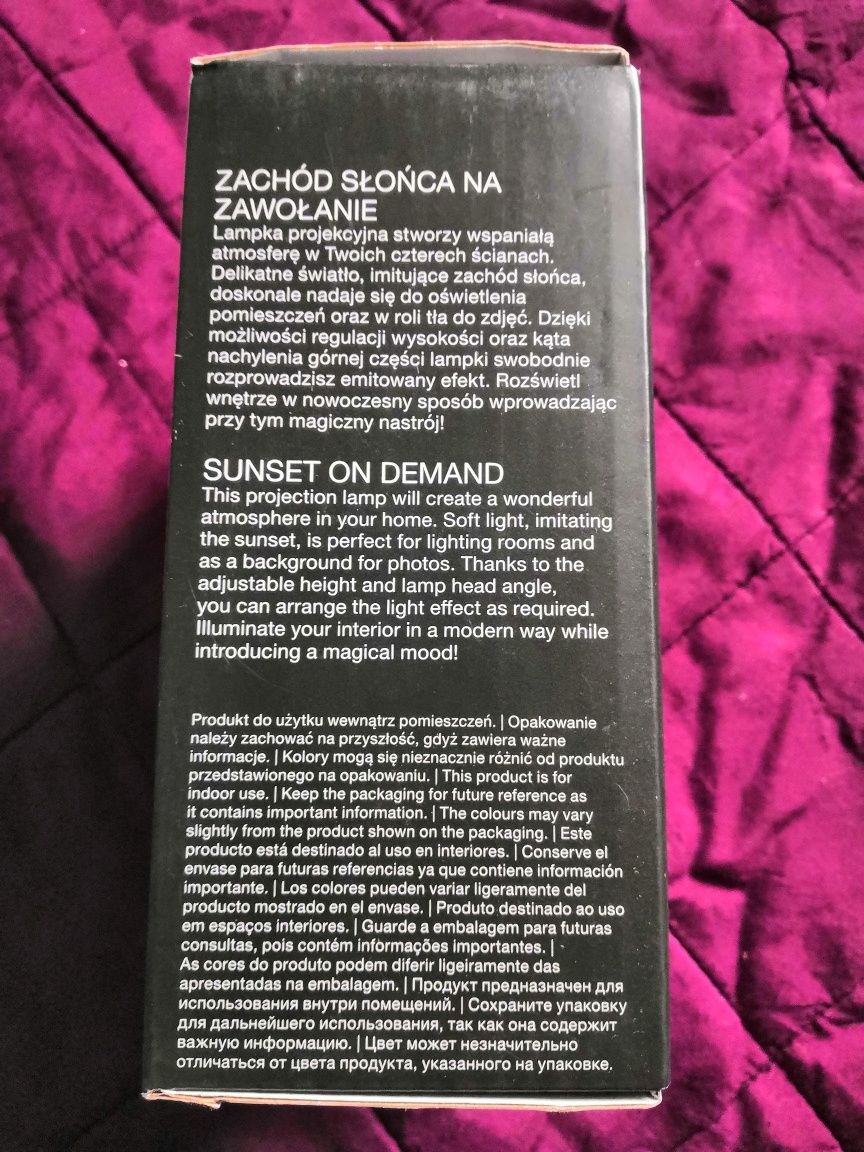 ZACHÓD SŁOŃCA NA
ZAWOŁANIE
Lampka projekcyjna stworzy wspaniałą
atmosferę w Twoich czterech ścianach.
Delikatne światło, imitujące zachód słońca,
doskonale nadaje się do oświetlenia
pomieszczeń oraz w roli tła do zdjęć. Dzięki
możliwości regulacji wysokości oraz kąta
nachylenia górnej części lampki swobodnie
rozprowadzisz emitowany efekt. Rozświetl
wnętrze w nowoczesny sposób wprowadzając
przy tym magiczny nastrój!
SUNSET ON DEMAND
This projection lamp will create a wonderful
atmosphere in your home. Soft light, imitating
the sunset, is perfect for lighting rooms and
as a background for photos. Thanks to the
adjustable height and lamp head angle,
you can arrange the light effect as required.
Illuminate your interior in a modern way while
introducing a magical mood!
Produkt do użytku wewnątrz pomieszczeń. | Opakowanie
należy zachować na przyszłość, gdyż zawiera ważne
informacje. | Kolory mogą się nieznacznie różnić od produktu
przedstawionego na opakowaniu. | This product is for
indoor use. | Keep the packaging for future reference as
it contains important information. | The colours may vary
slightly from the product shown on the packaging. | Este
producto está destinado al uso en interiores. | Conserve el
envase para futuras referencias ya que contiene información
importante. | Los colores pueden variar ligeramente del
producto mostrado en el envase. | Produto destinado ao uso
em espaços interiores. | Guarde a embalagem para futuras
consultas, pois contém informações importantes. |
As cores do produto podem diferir ligeiramente das
apresentadas na embalagem. | Продукт предназначен для
использования внутри помещений. | Сохраните упаковку
для дальнейшего использования, так как она содержит
важную информацию. | Цвет может незначительно
отличаться от цвета продукта, указанного на упаковке.